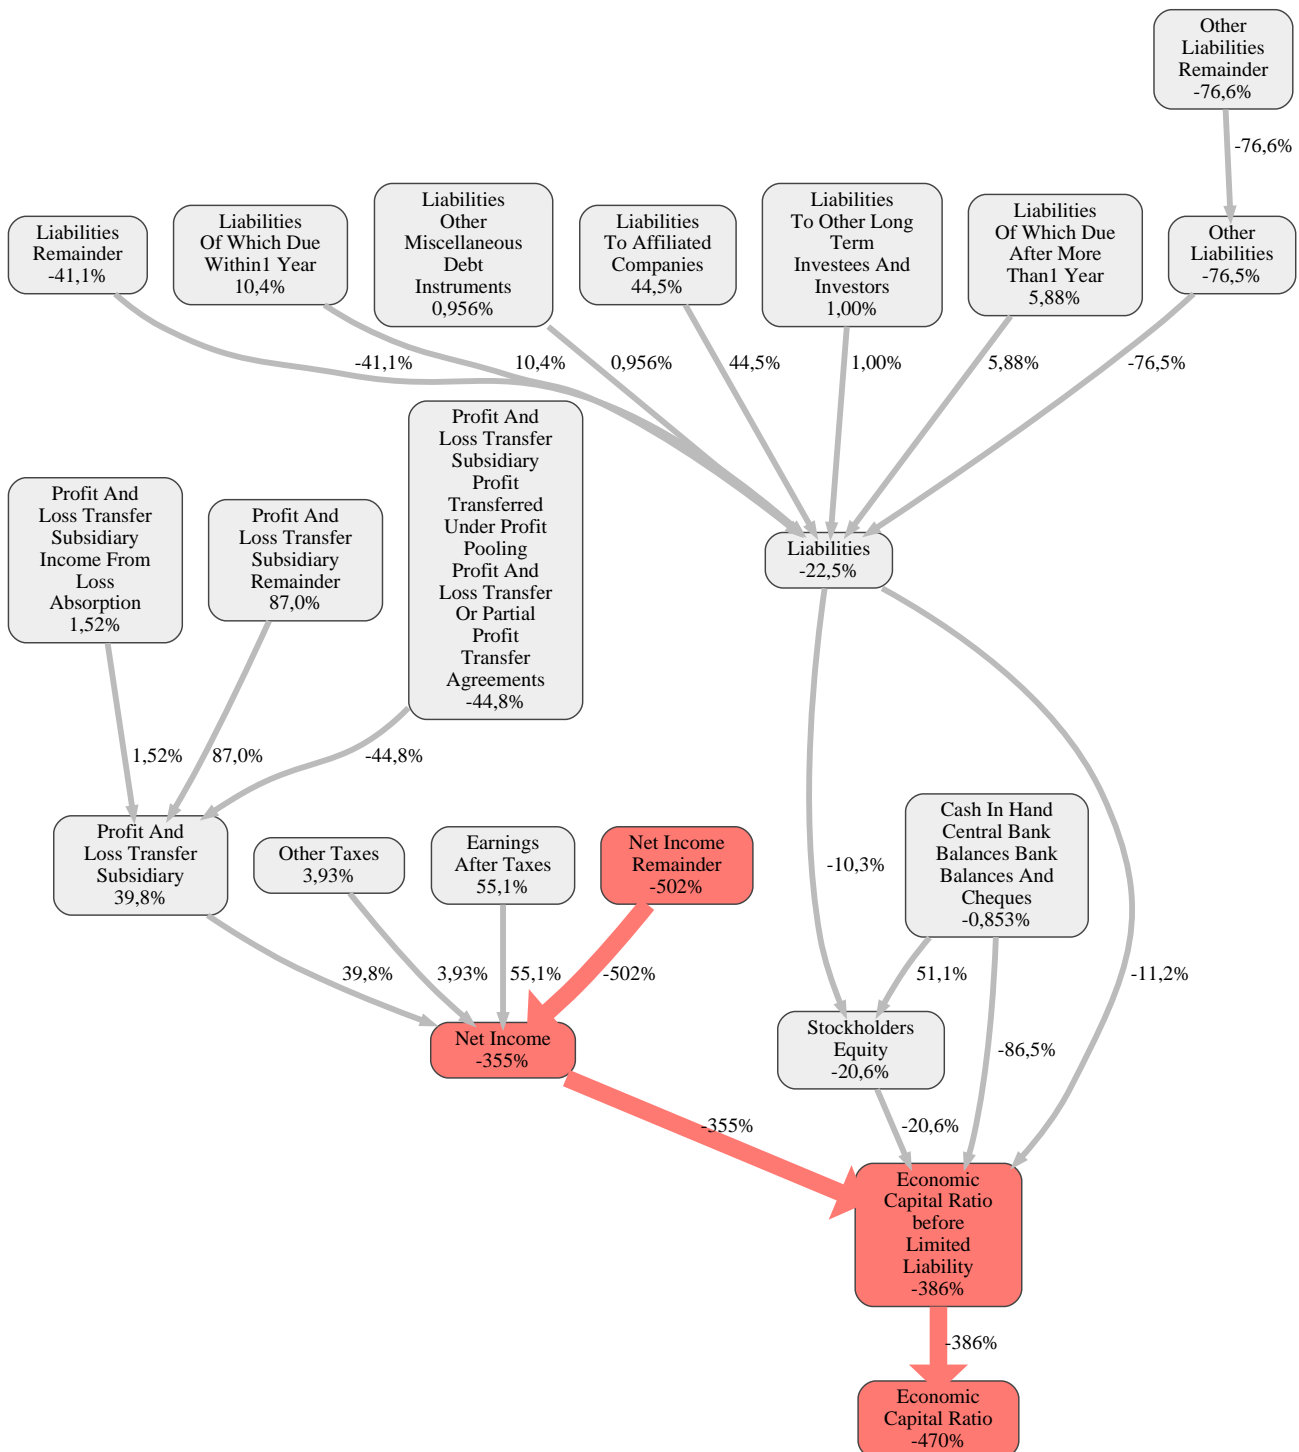 Other
Liabilities
Remainder
-76,6%
-76,6%
Liabilities
Remainder
-41,1%
Liabilities
Of Which Due
Within1 Year
10,4%
Liabilities
Other
Miscellaneous
Debt
Instruments
0,956%
Liabilities
To Affiliated
Companies
44,5%
Liabilities
To Other Long
Term
Investees And
Investors
1,00%
Liabilities
Of Which Due
After More
Than1 Year
5,88%
Other
Liabilities
-76,5%
-41,1%
10,4%
0,956%
44,5%
1,00%
5,88%
-76,5%
Profit And
Loss Transfer
Subsidiary
Income From
Loss
Absorption
1,52%
Profit And
Loss Transfer
Subsidiary
Remainder
87,0%
Profit And
Loss Transfer
Subsidiary
Profit
Transferred
Under Profit
Pooling
Profit And
Loss Transfer
Or Partial
Profit
Transfer
Agreements
-44,8%
Liabilities
-22,5%
1,52%
87,0%
-44,8%
Profit And
Loss Transfer
Subsidiary
39,8%
Other Taxes
3,93%
Earnings
After Taxes
55,1%
Net Income
Remainder
-502%
-10,3%
Cash In Hand
Central Bank
Balances Bank
Balances And
Cheques
-0,853%
39,8%
3,93%
55,1%
-502%
51,1%
-11,2%
Net Income
-355%
Stockholders
Equity
-20,6%
-86,5%
-355%
-20,6%
Economic
Capital Ratio
before
Limited
Liability
-386%
-386%
Economic
Capital Ratio
-470%